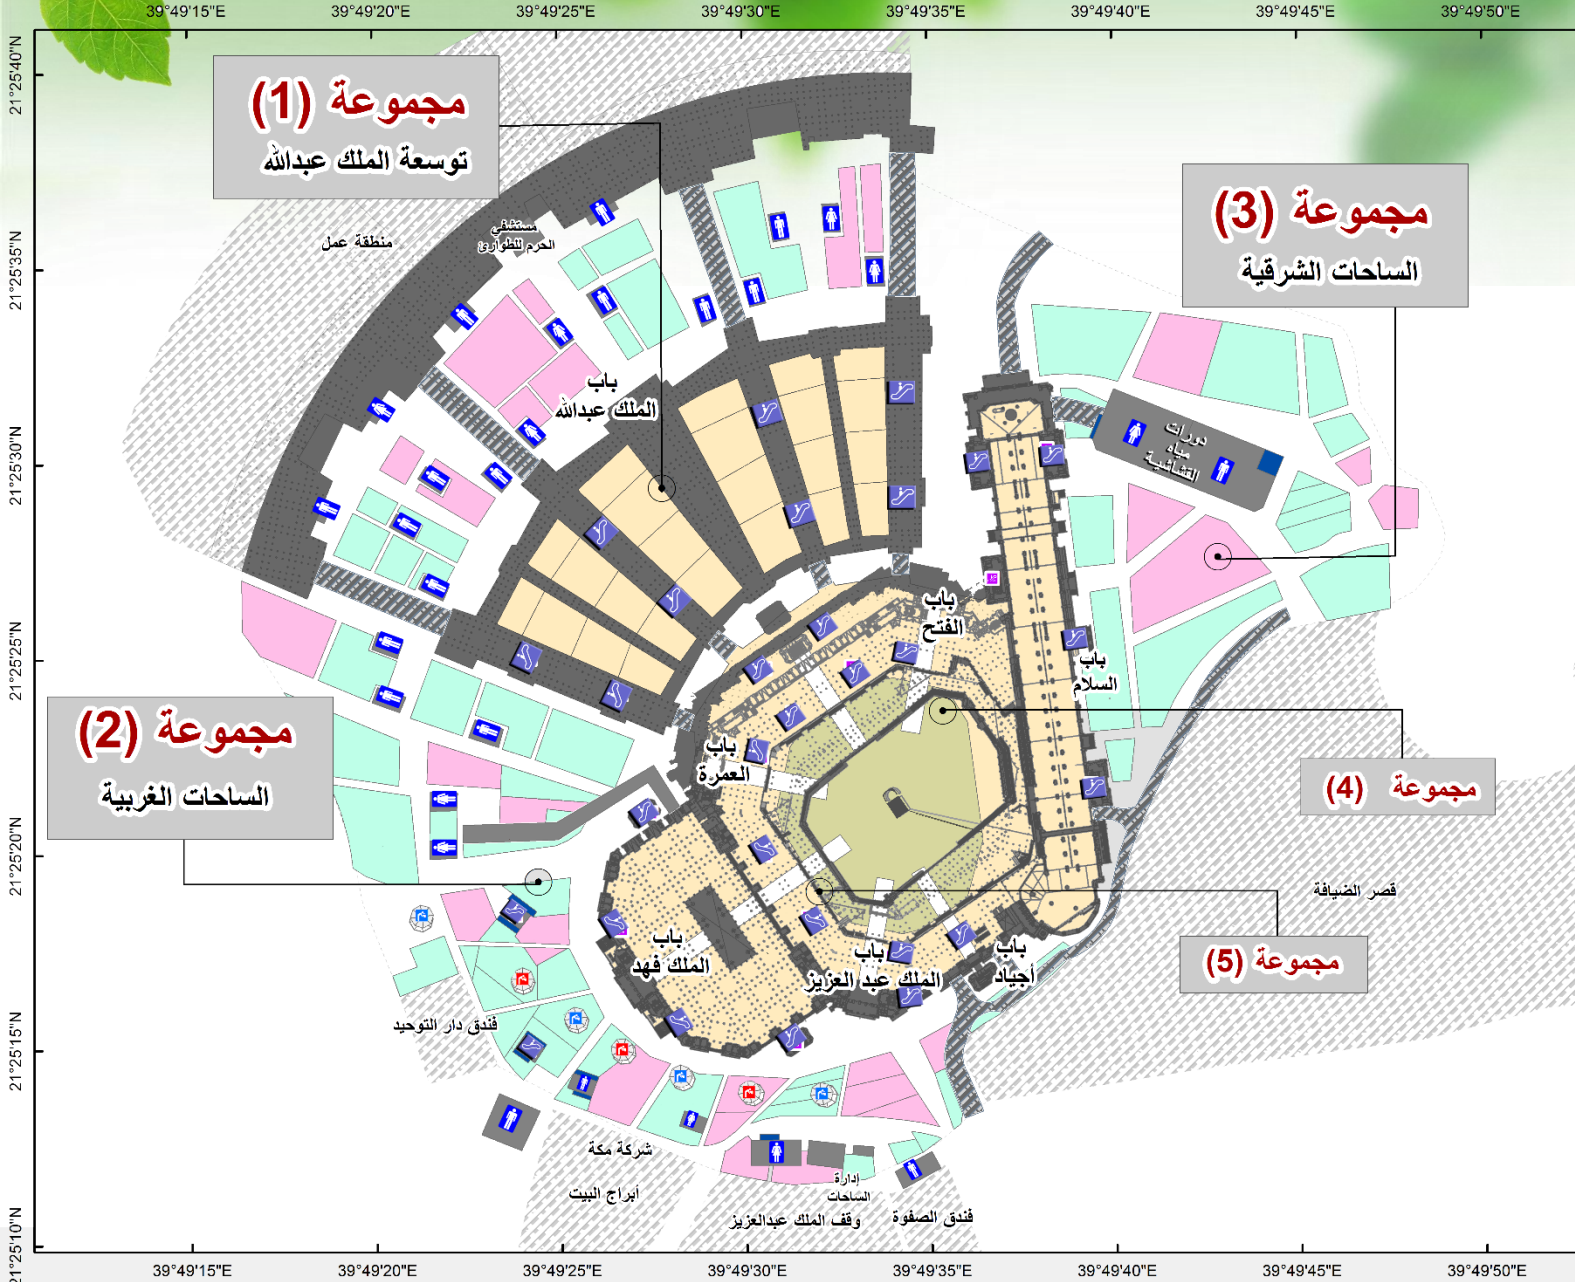 39°49'15"E 39°49'20"E 39°49'25"E 39°49'30"E 39°49'35"E 39°49'40"E 39°49'45"E 39°49'50"E
21°25'40"N
21°25'35"N
21°25'30"N
21°25'25"N
21°25'20"N
21°25'15"N
21°25'10"N
مجموعة (1)
توسعة الملك عبدالله
مجموعة (3)
الساحات الشرقية
منطقة عمل
مستشفي
الحرم للطوارئ
باب
الملك عبدالله
دورات
مياه
القشاشية
باب
الفتح
باب
السلام
مجموعة (2)
الساحات الغربية
باب
العمرة
مجموعة (4)
قصر الضيافة
باب
الملك فهد
باب
الملك عبد العزيز
باب
أجياد
مجموعة (5)
فندق دار التوحيد
شركة مكة
أبراج البيت
إدارة
الساحات
وقف الملك عبدالعزيز
فندق الصفوة
39°49'15"E 39°49'20"E 39°49'25"E 39°49'30"E 39°49'35"E 39°49'40"E 39°49'45"E 39°49'50"E